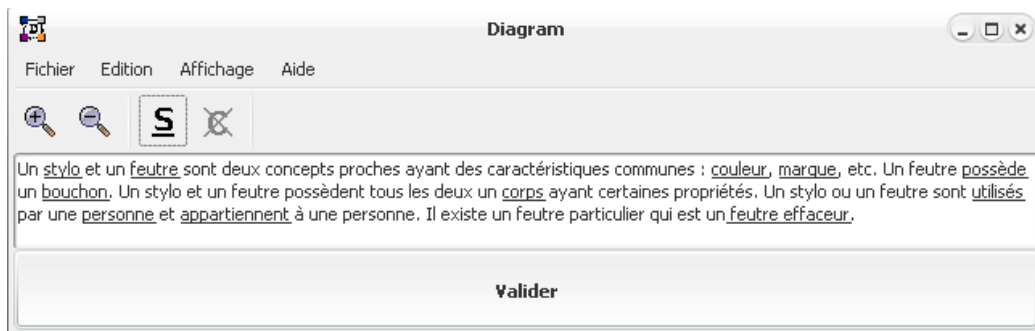 Diagram
Fichier Edition Affichage Aide
S C
Un stylo et un feutre sont deux concepts proches ayant des caractéristiques communes : couleur, marque, etc. Un feutre possède
un bouchon. Un stylo et un feutre possèdent tous les deux un corps ayant certaines propriétés. Un stylo ou un feutre sont utilisés
par une personne et appartiennent à une personne. Il existe un feutre particulier qui est un feutre effaceur.
Valider